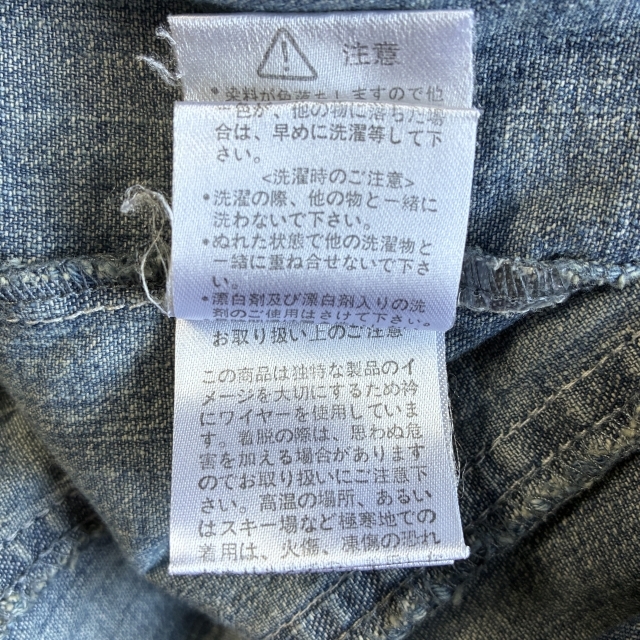 注意
・染料が色落ちしますので他
色が、他の物に落ちた場
合は、早めに洗濯等して下
さい。
<洗濯時のご注意>
・洗濯の際、他の物と一緒に
洗わないで下さい。
・ぬれた状態で他の洗濯物と
一緒に重ね合せないで下さ
い。
・漂白剤及び漂白剤入りの洗
剤のご使用はさけて下さい。
お取り扱い上のご注意
この商品は独特な製品のイ
メージを大切にするため衿
にワイヤーを使用していま
す。着脱の際は、思わぬ危
害を加える場合があります
のでお取り扱いにご注意下
さい。高温の場所、あるい
はスキー場など極寒地での
着用は、火傷、凍傷の恐れ